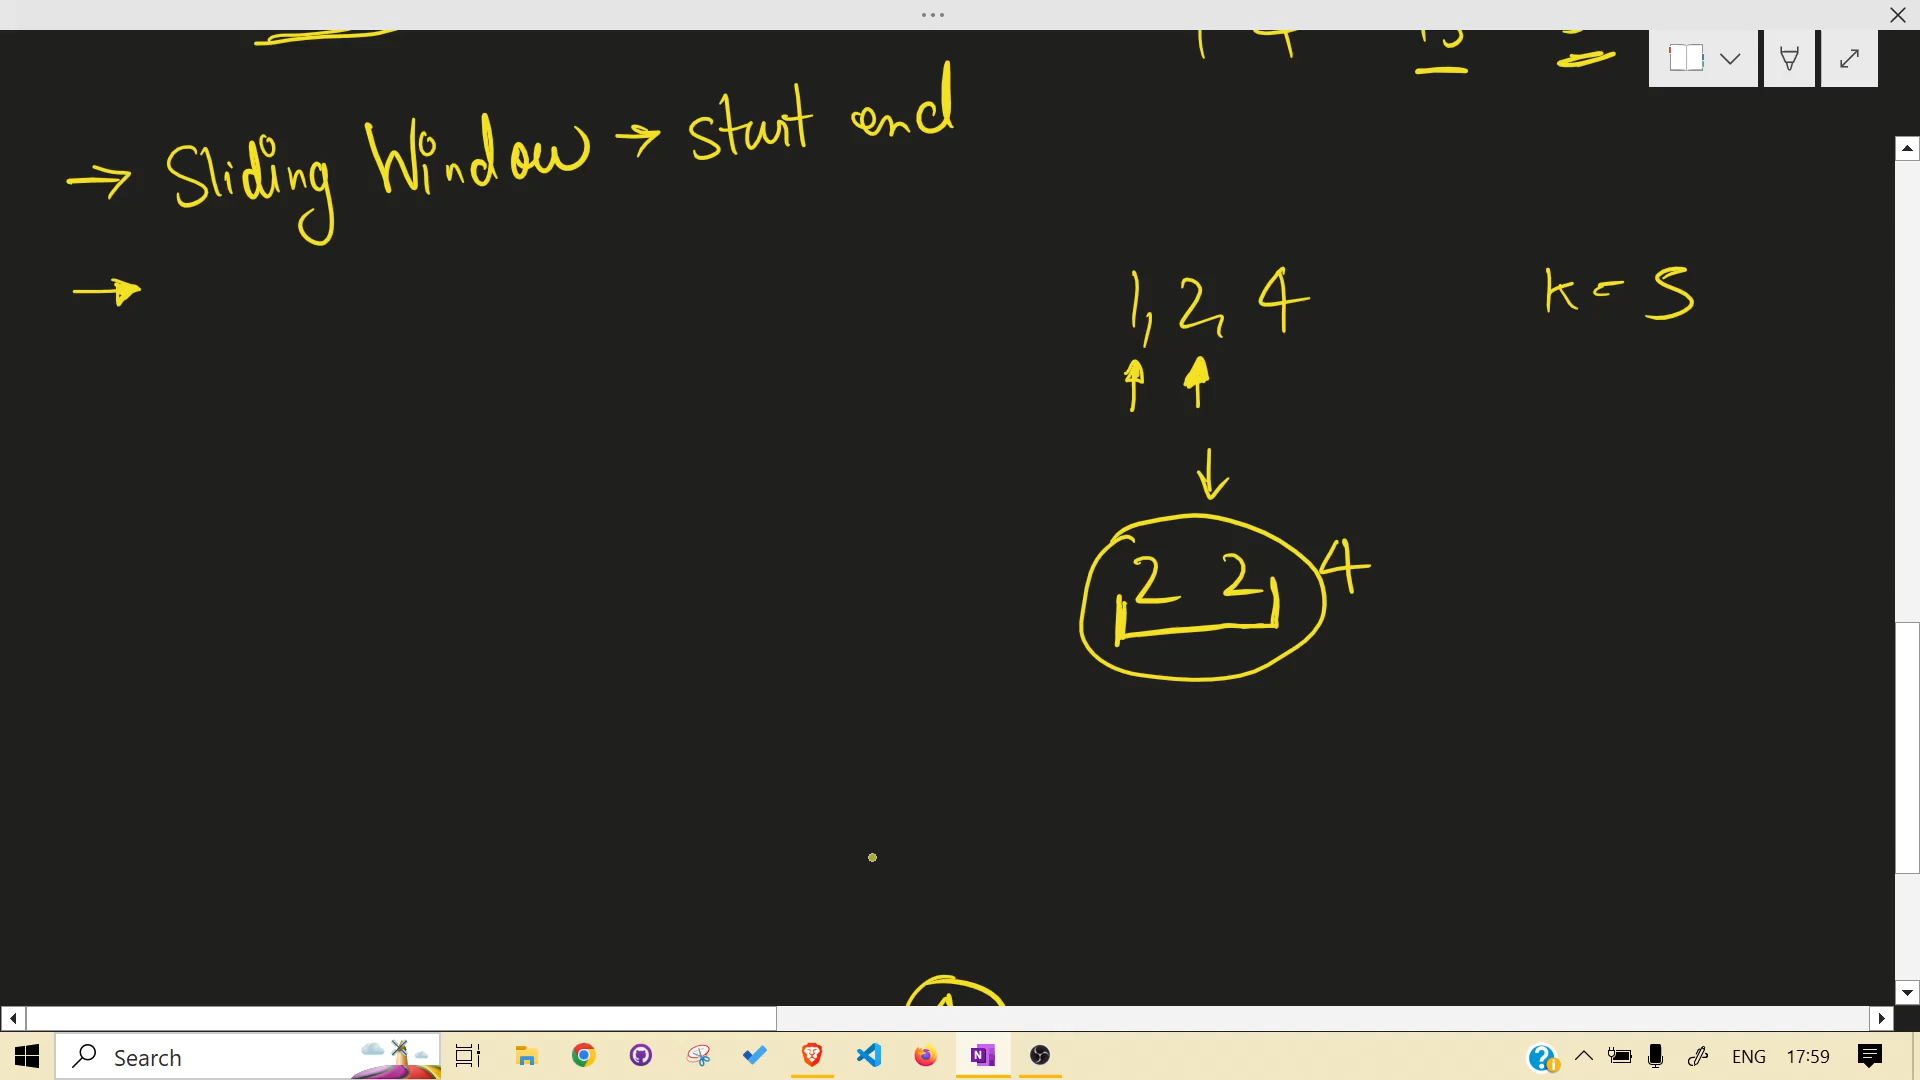 → Sliding Window → start end
→
1, 2, 4
k = 5
↓
2 2 4
Search
ENG 17:59